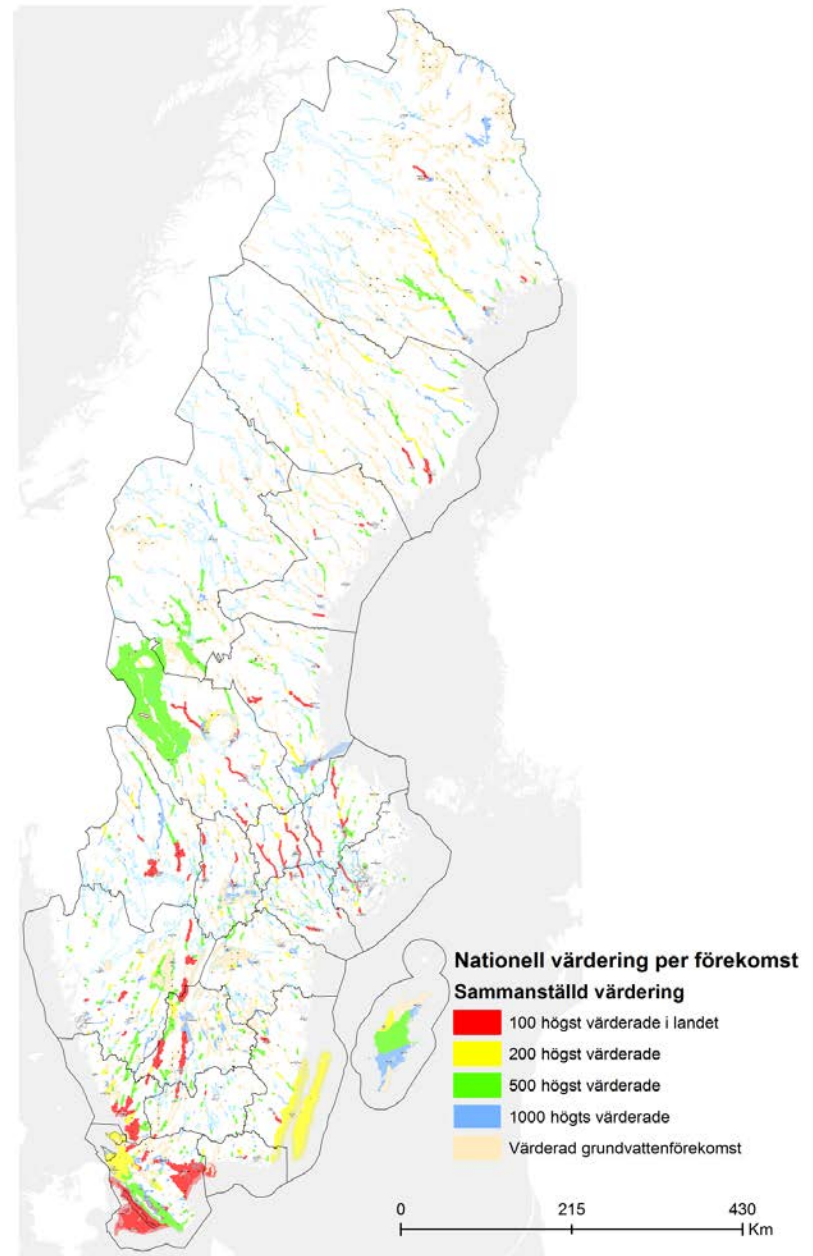 Nationell värdering per förekomst
Sammanställd värdering
100 högst värderade i landet
200 högst värderade
500 högst värderade
1000 högts värderade
Värderad grundvattenförekomst
0 215 430
Km